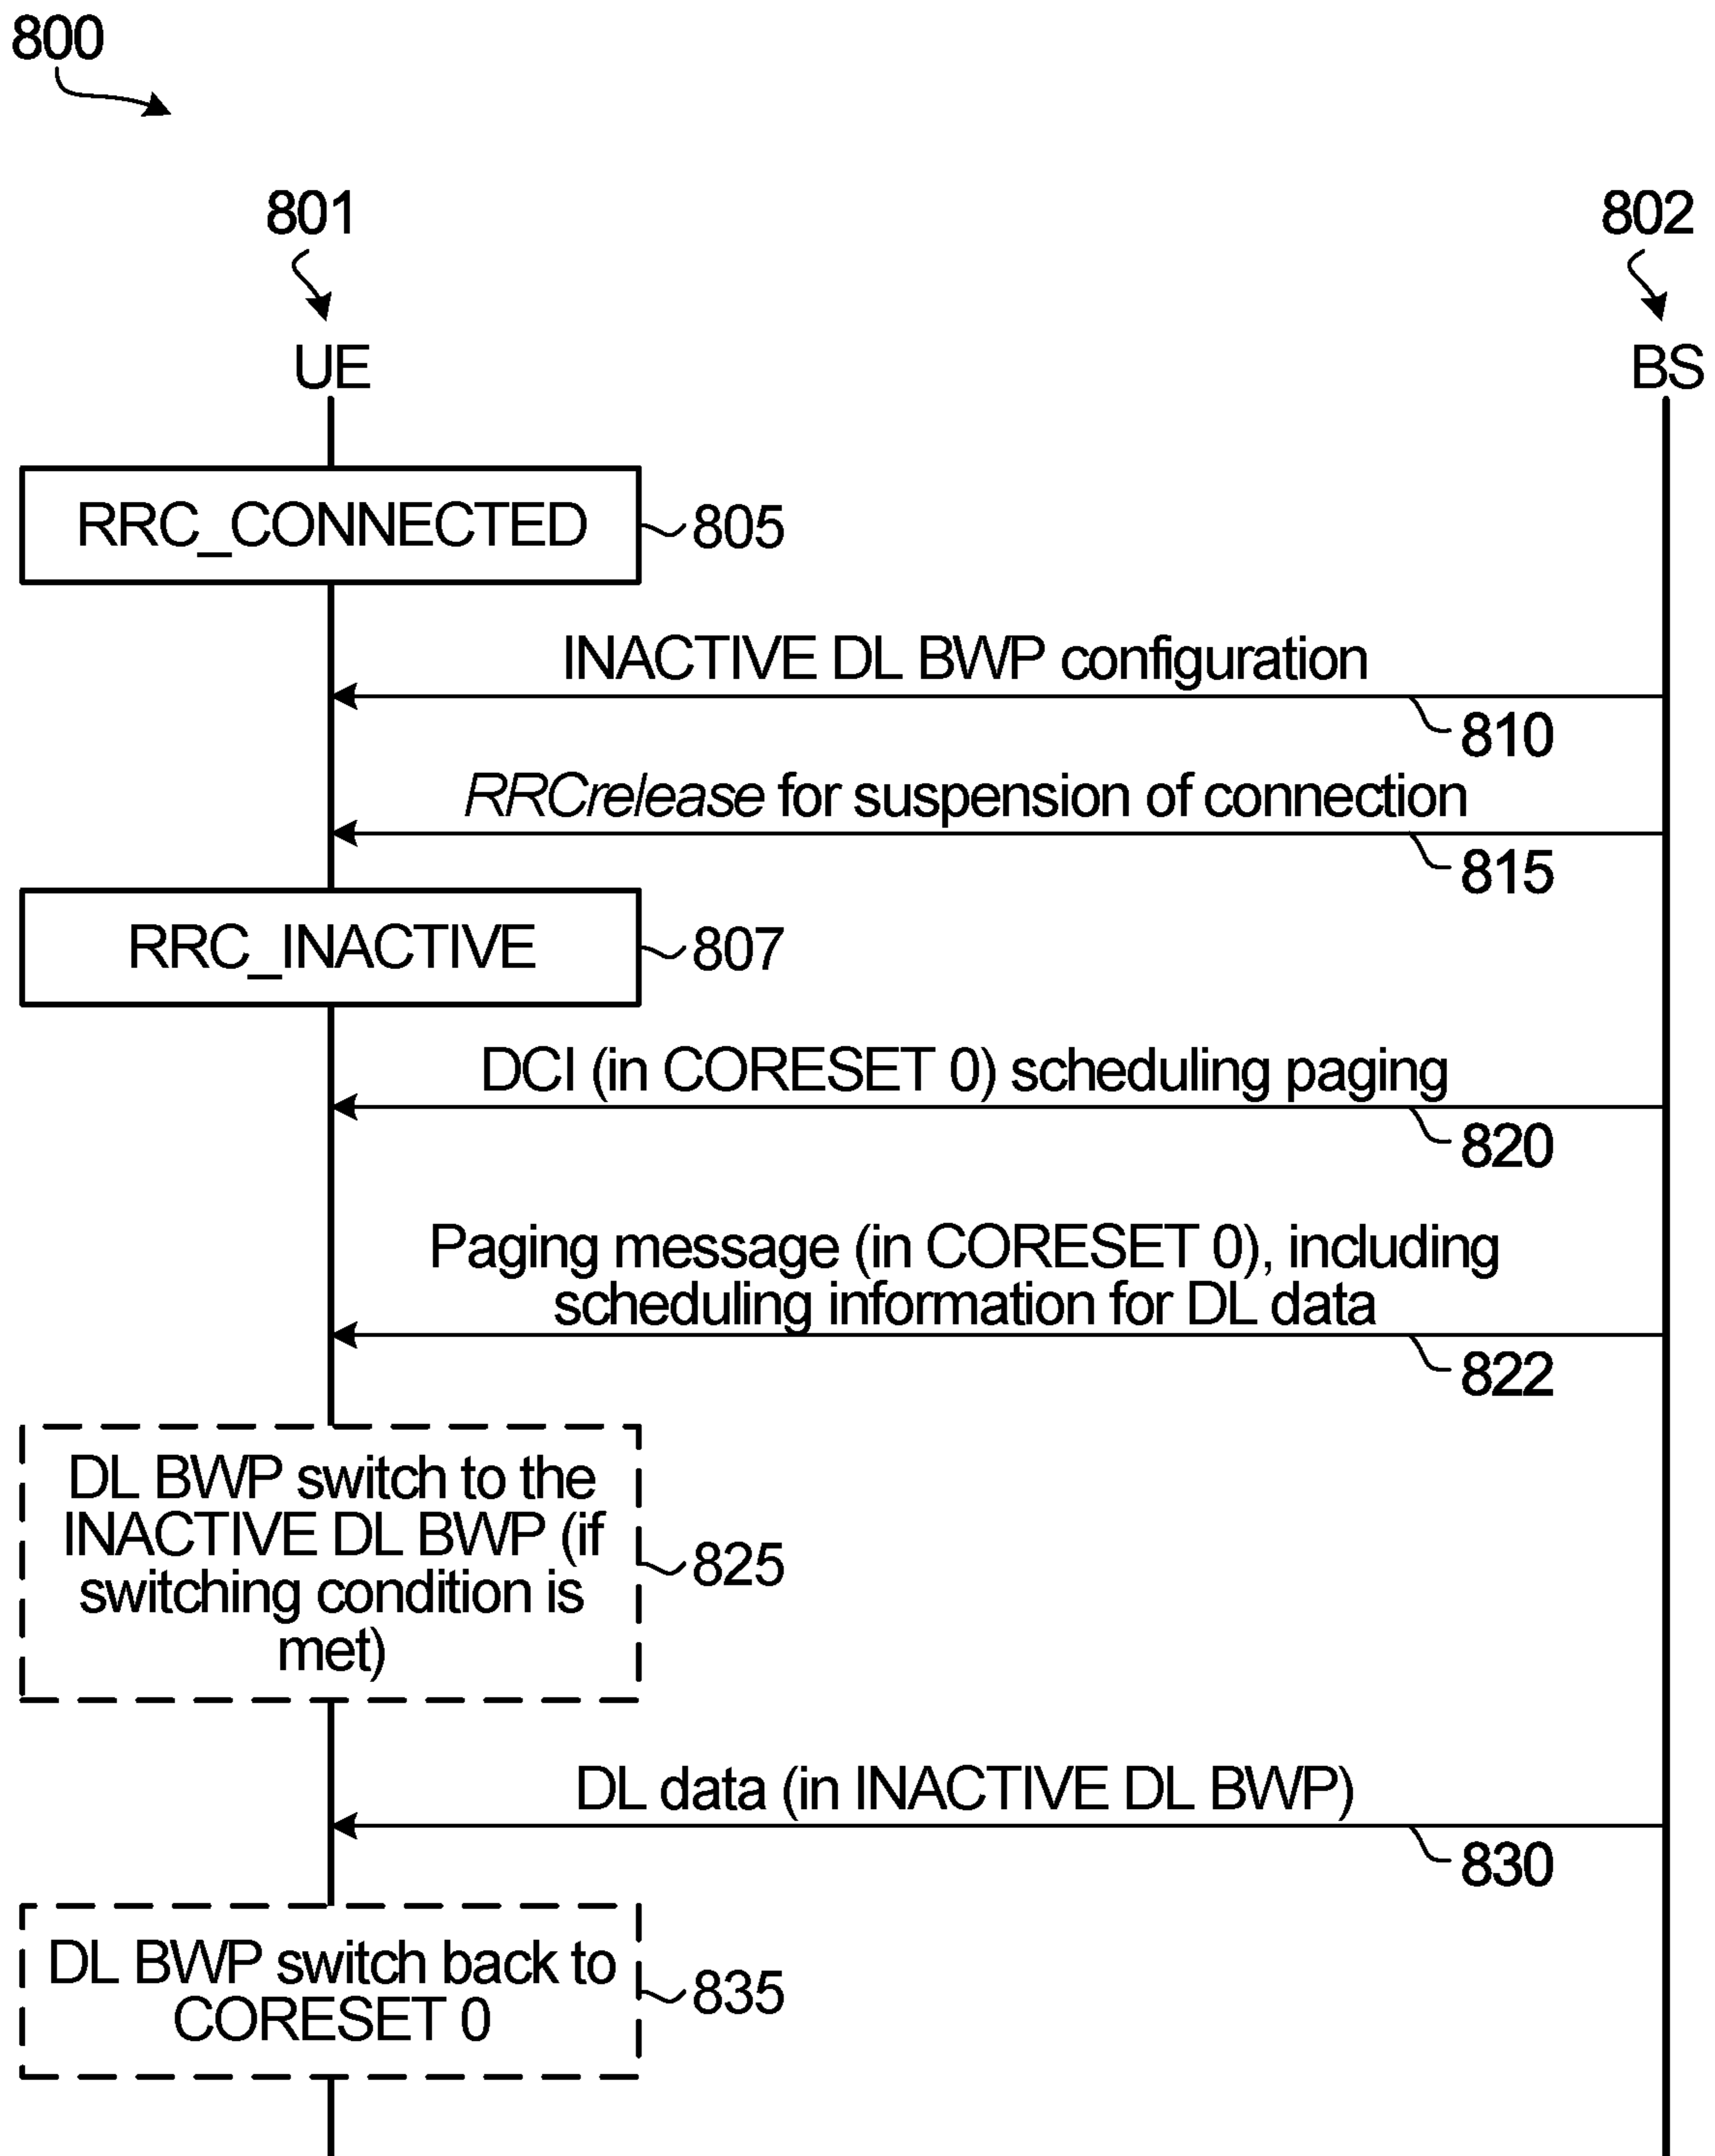 800
801
802
UE
BS
RRC_CONNECTED
805
INACTIVE DL BWP configuration
810
RRCrelease for suspension of connection
815
RRC_INACTIVE
807
DCI (in CORESET 0) scheduling paging
820
Paging message (in CORESET 0), including
scheduling information for DL data
822
DL BWP switch to the
INACTIVE DL BWP (if
switching condition is
met)
825
DL data (in INACTIVE DL BWP)
830
DL BWP switch back to
CORESET 0
835